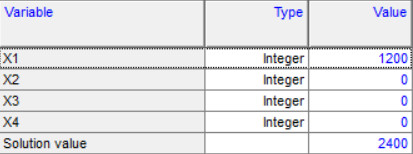 Variable Type Value
X1 Integer 1200
X2 Integer 0
X3 Integer 0
X4 Integer 0
Solution value 2400